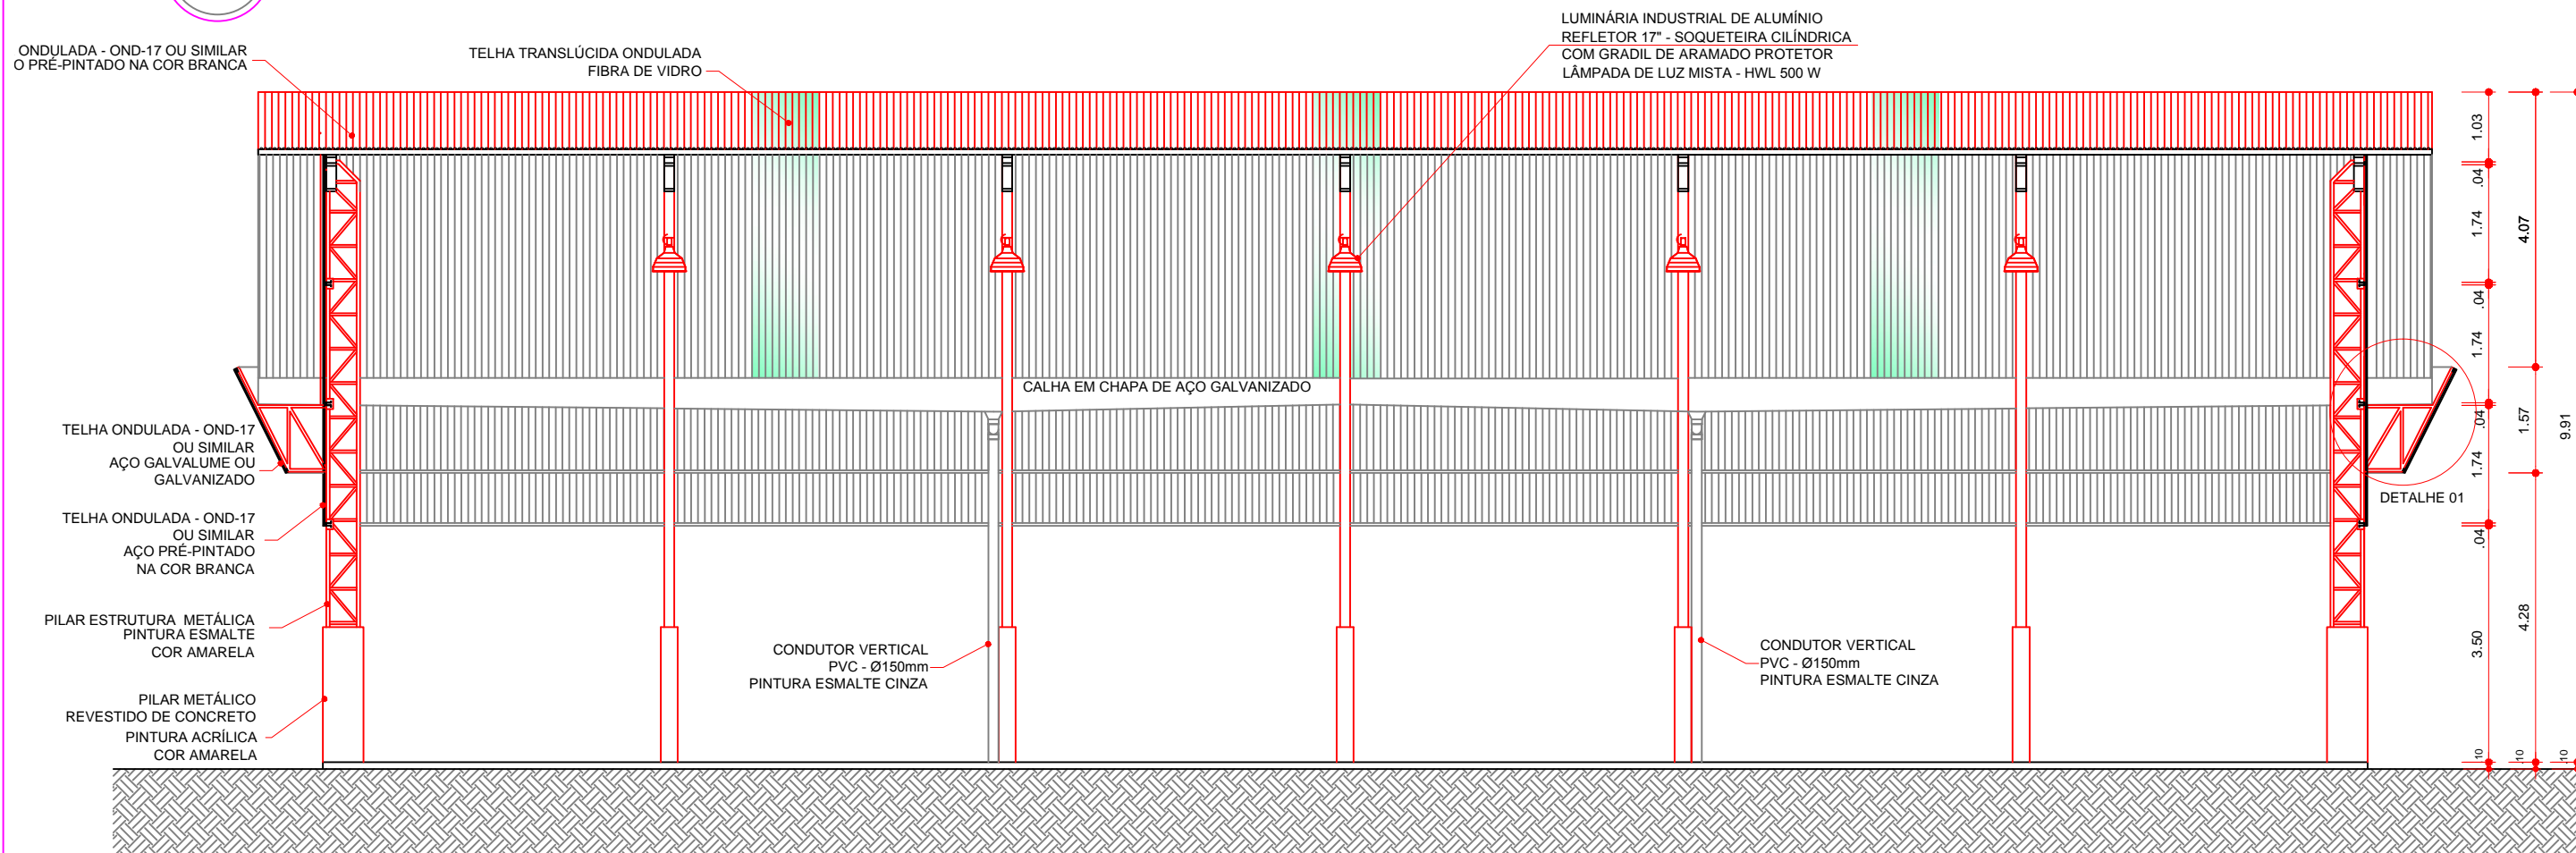 ONDULADA - OND-17 OU SIMILAR
O PRÉ-PINTADO NA COR BRANCA
TELHA TRANSLÚCIDA ONDULADA
FIBRA DE VIDRO
LUMINÁRIA INDUSTRIAL DE ALUMÍNIO
REFLETOR 17" - SOQUETEIRA CILÍNDRICA
COM GRADIL DE ARAMADO PROTETOR
LÂMPADA DE LUZ MISTA - HWL 500 W
CALHA EM CHAPA DE AÇO GALVANIZADO
TELHA ONDULADA - OND-17
OU SIMILAR
AÇO GALVALUME OU
GALVANIZADO
TELHA ONDULADA - OND-17
OU SIMILAR
AÇO PRÉ-PINTADO
NA COR BRANCA
PILAR ESTRUTURA  METÁLICA
PINTURA ESMALTE
COR AMARELA
PILAR METÁLICO
REVESTIDO DE CONCRETO
PINTURA ACRÍLICA
COR AMARELA
CONDUTOR VERTICAL
PVC - Ø150mm
PINTURA ESMALTE CINZA
CONDUTOR VERTICAL
PVC - Ø150mm
PINTURA ESMALTE CINZA
DETALHE 01
1.03
.04
1.74
.04
1.74
.04
1.74
.04
3.50
.10
4.07
1.57
4.28
.10
9.91
.10